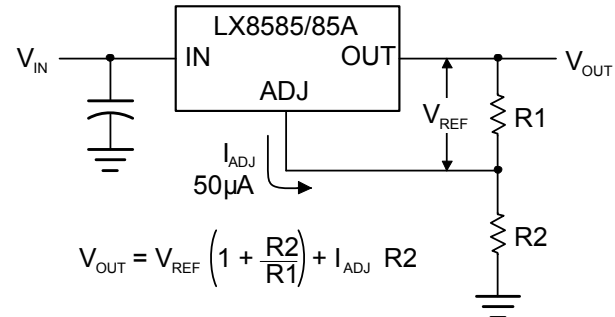 LX8585/85A
V_IN
IN
OUT
V_OUT
ADJ
V_REF
R1
I_ADJ
50µA
R2
V_OUT = V_REF (1 + R2/R1) + I_ADJ R2